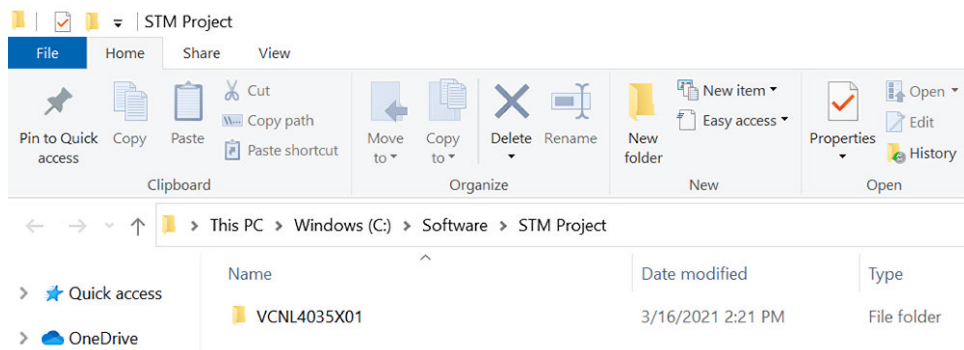 STM Project
File Home Share View
Pin to Quick access
Copy
Paste
Cut
W... Copy path
Paste shortcut
Clipboard
Move to
Copy to
Delete
Rename
Organize
New folder
New item
Easy access
New
Properties
Open
Edit
History
Open
This PC > Windows (C:) > Software > STM Project
Name Date modified Type
Quick access
VCNL4035X01 3/16/2021 2:21 PM File folder
OneDrive